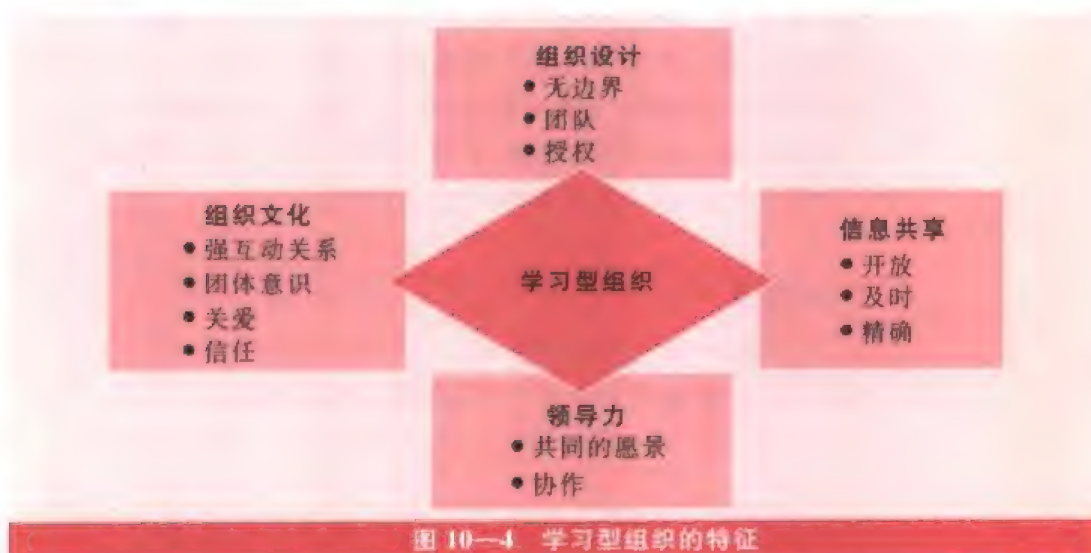 组织设计
● 无边界
● 团队
● 授权
组织文化
● 强互动关系
● 团体意识
● 关爱
● 信任
学习型组织
信息共享
● 开放
● 及时
● 精确
领导力
● 共同的愿景
● 协作
图 10—4 学习型组织的特征